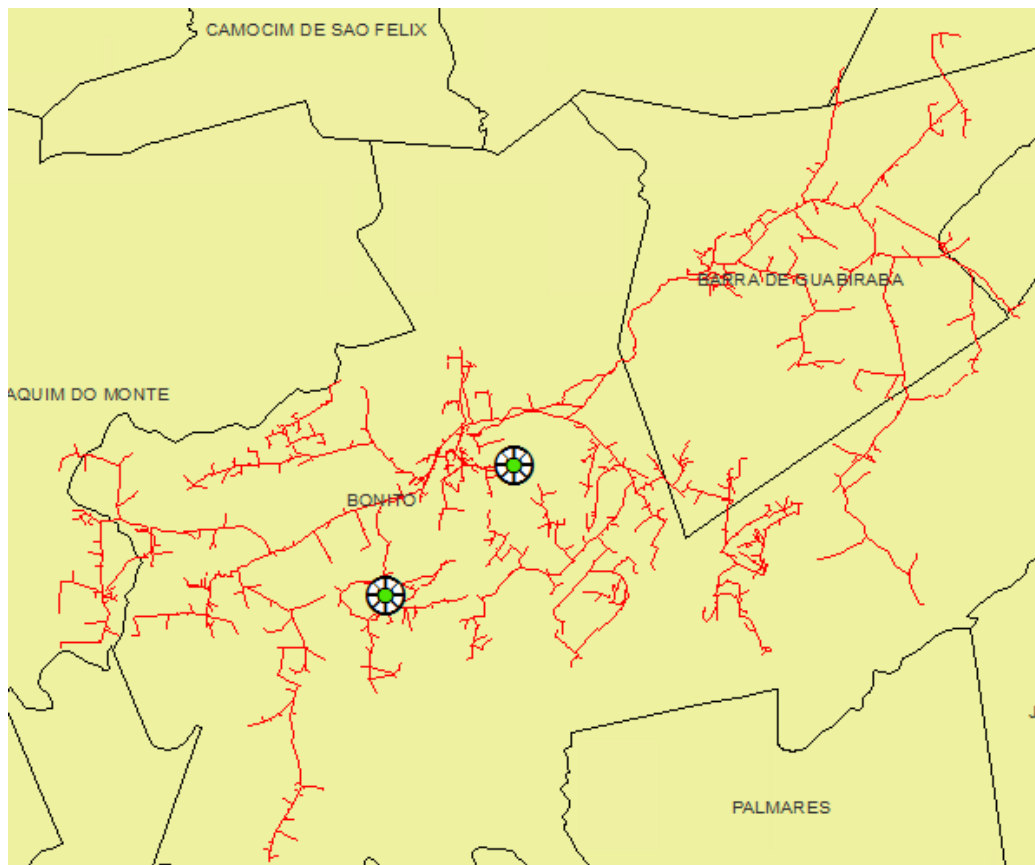 CAMOCIM DE SAO FELIX
BARRA DE GUABIRABA
AQUIM DO MONTE
BONITO
J
PALMARES